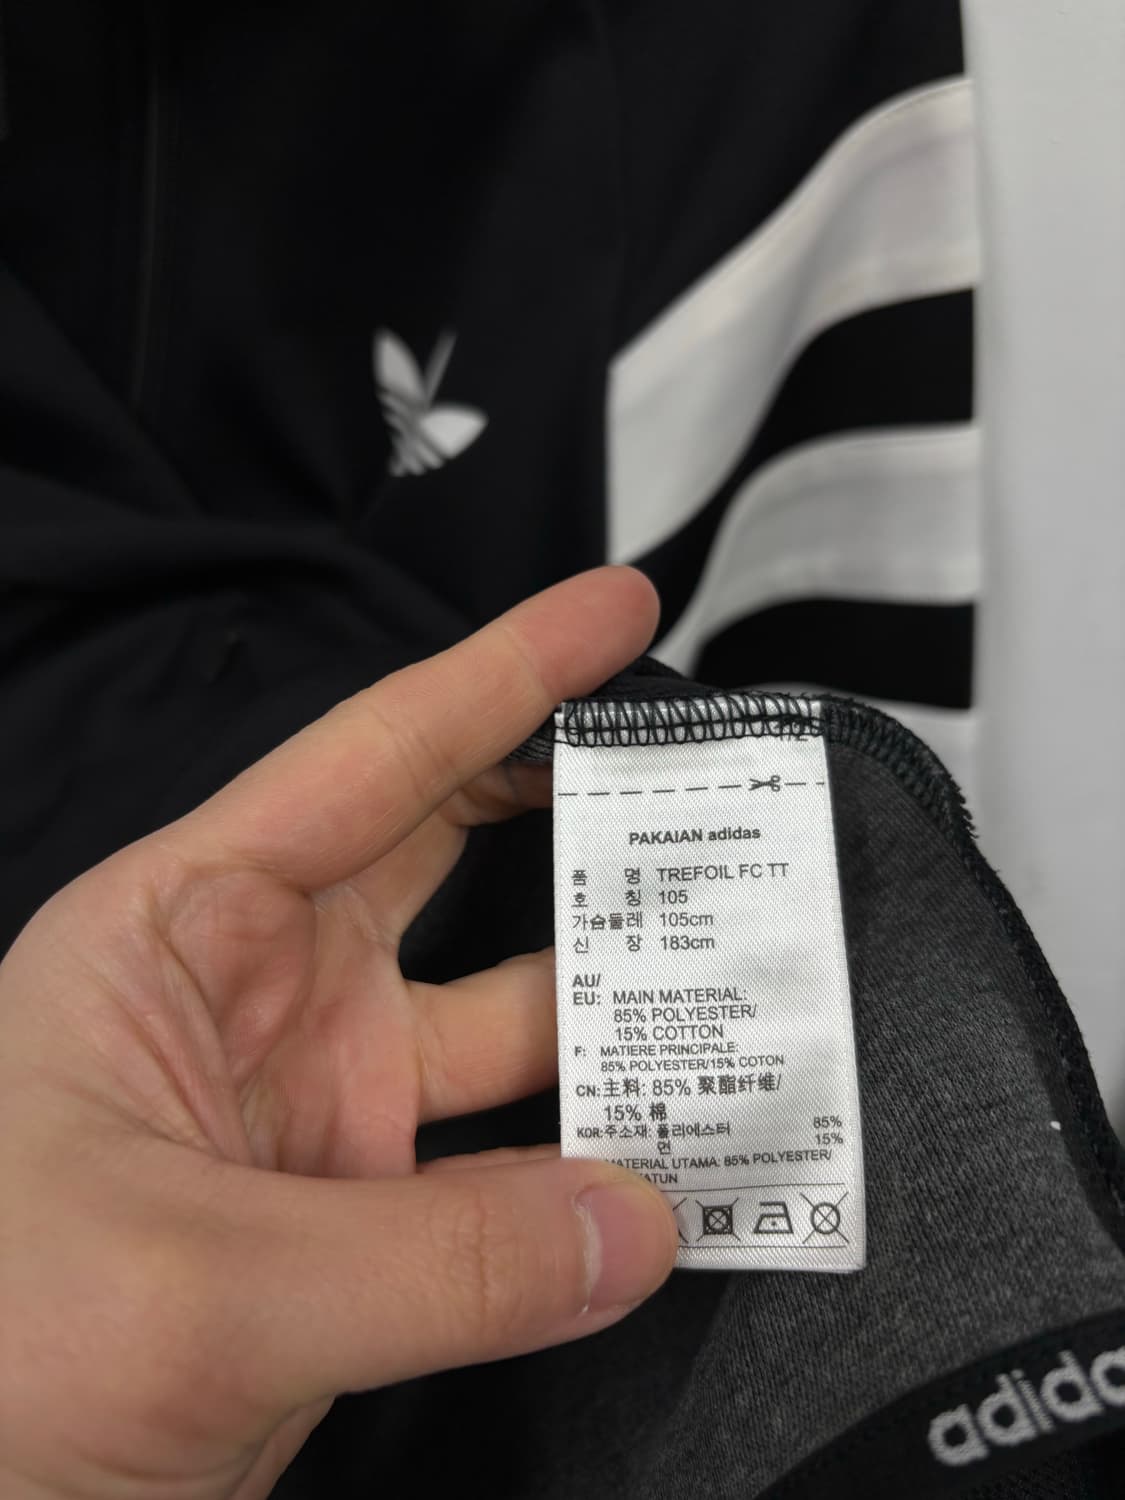 PAKAIAN adidas
품 명 TREFOIL FC TT
호 칭 105
가슴둘레 105cm
신 장 183cm
AU/
EU: MAIN MATERIAL:
85% POLYESTER/
15% COTTON
F: MATIERE PRINCIPALE:
85% POLYESTER/15% COTON
CN: 主料: 85% 聚酯纤维/
15% 棉
KOR: 주소재: 폴리에스터 85%
면 15%
MATERIAL UTAMA: 85% POLYESTER/
adidas